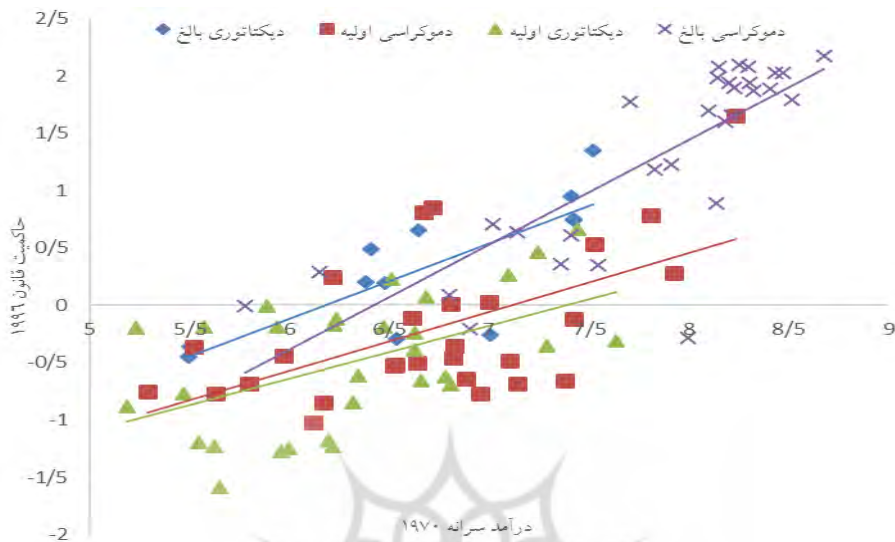 دیکتاتوری بالغ دموکراسی اولیه دیکتاتوری اولیه دموکراسی بالغ
2/5
2
1/5
1
0/5
0
-0/5
-1
-1/5
-2
5 5/5 6 6/5 7 7/5 8 8/5 9
حاکمیت قانون ۱۹۹۶
درآمد سرانه ۱۹۷۰